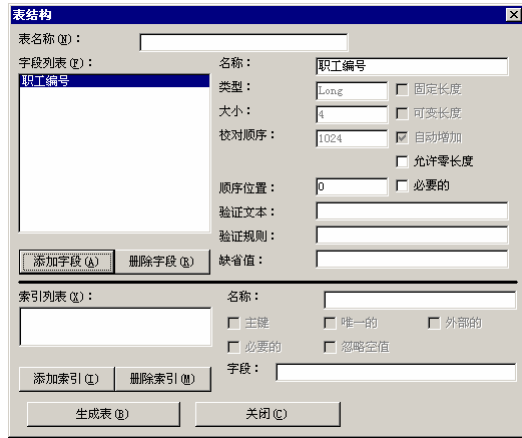 表结构
表名称(N)：
字段列表(F)：
职工编号
名称： 职工编号
类型： Long 固定长度
大小： 4 可变长度
校对顺序： 1024 自动增加
允许零长度
顺序位置： 0 必要的
验证文本：
验证规则：
添加字段(A) 删除字段(R) 缺省值：
索引列表(X)： 名称：
主键 唯一的 外部的
必要的 忽略空值
添加索引(I) 删除索引(M) 字段：
生成表(B) 关闭(C)